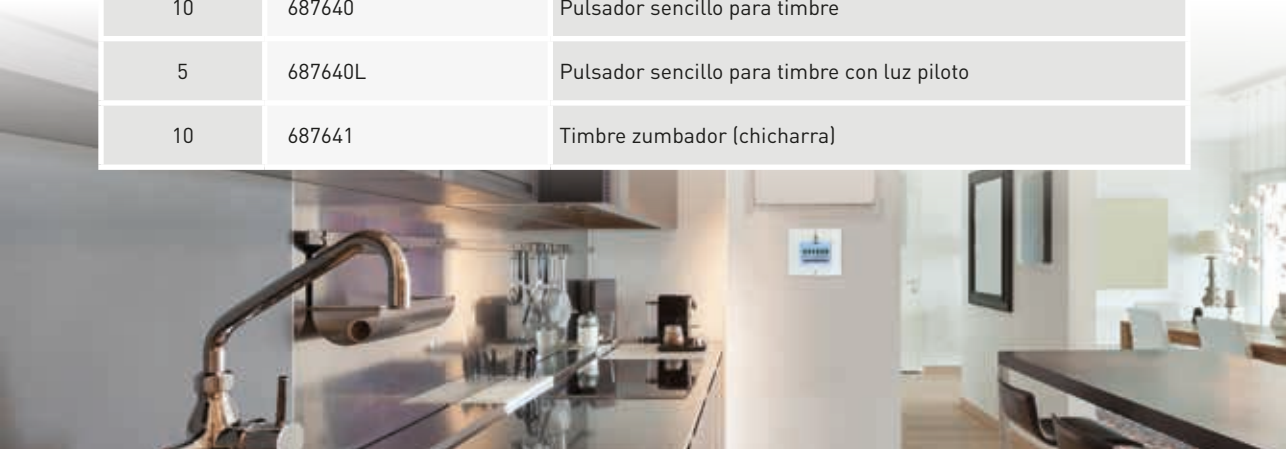 10 687640 Pulsador sencillo para timbre
5 687640L Pulsador sencillo para timbre con luz piloto
10 687641 Timbre zumbador (chicharra)